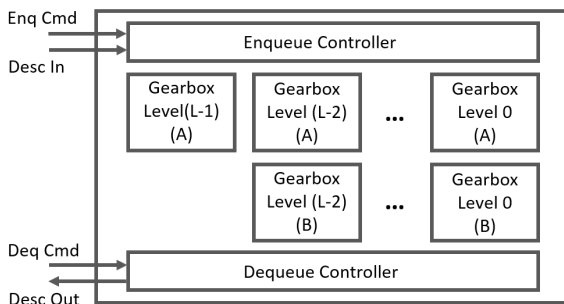 Enq Cmd
Desc In
Enqueue Controller
Gearbox
Level(L-1)
(A)
Gearbox
Level (L-2)
(A)
...
Gearbox
Level 0
(A)
Gearbox
Level (L-2)
(B)
...
Gearbox
Level 0
(B)
Deq Cmd
Desc Out
Dequeue Controller